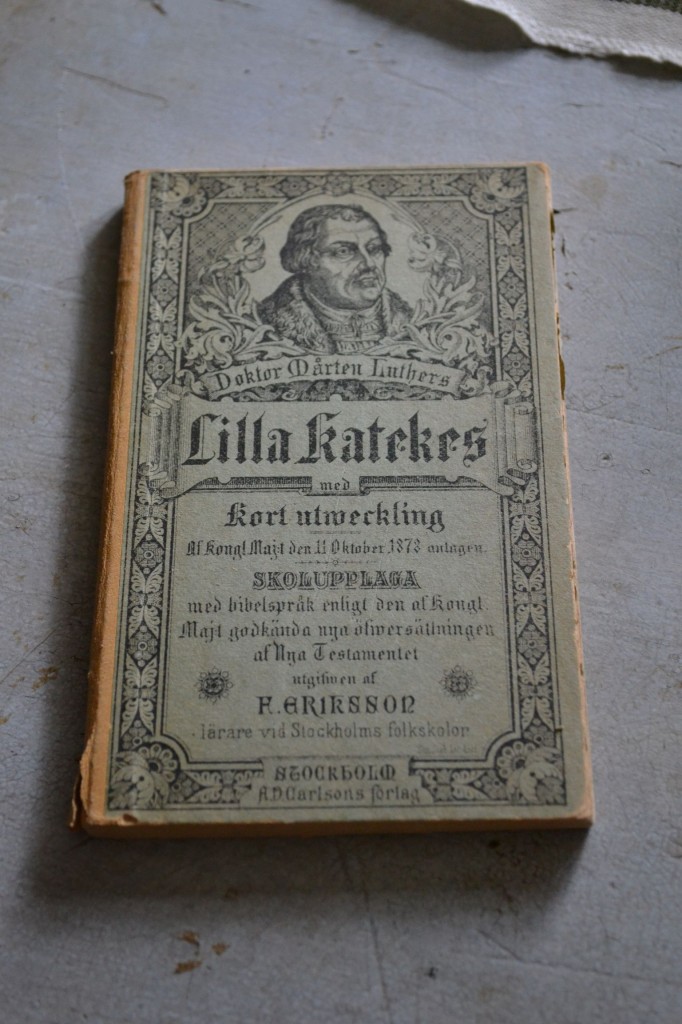 Doktor Mårten Luthers
Lilla Katekes
med
Kort utweckling
Af Kongl. Maj:t den 11 Oktober 1878 antagen.
SKOLUPPLAGA
med bibelspråk enligt den af Kongl.
Maj:t godkända nya öfwersättningen
af Nya Testamentet
utgifwen af
F. ERIKSSON
lärare vid Stockholms folkskolor
STOCKHOLM
A.D. Carlsons förlag